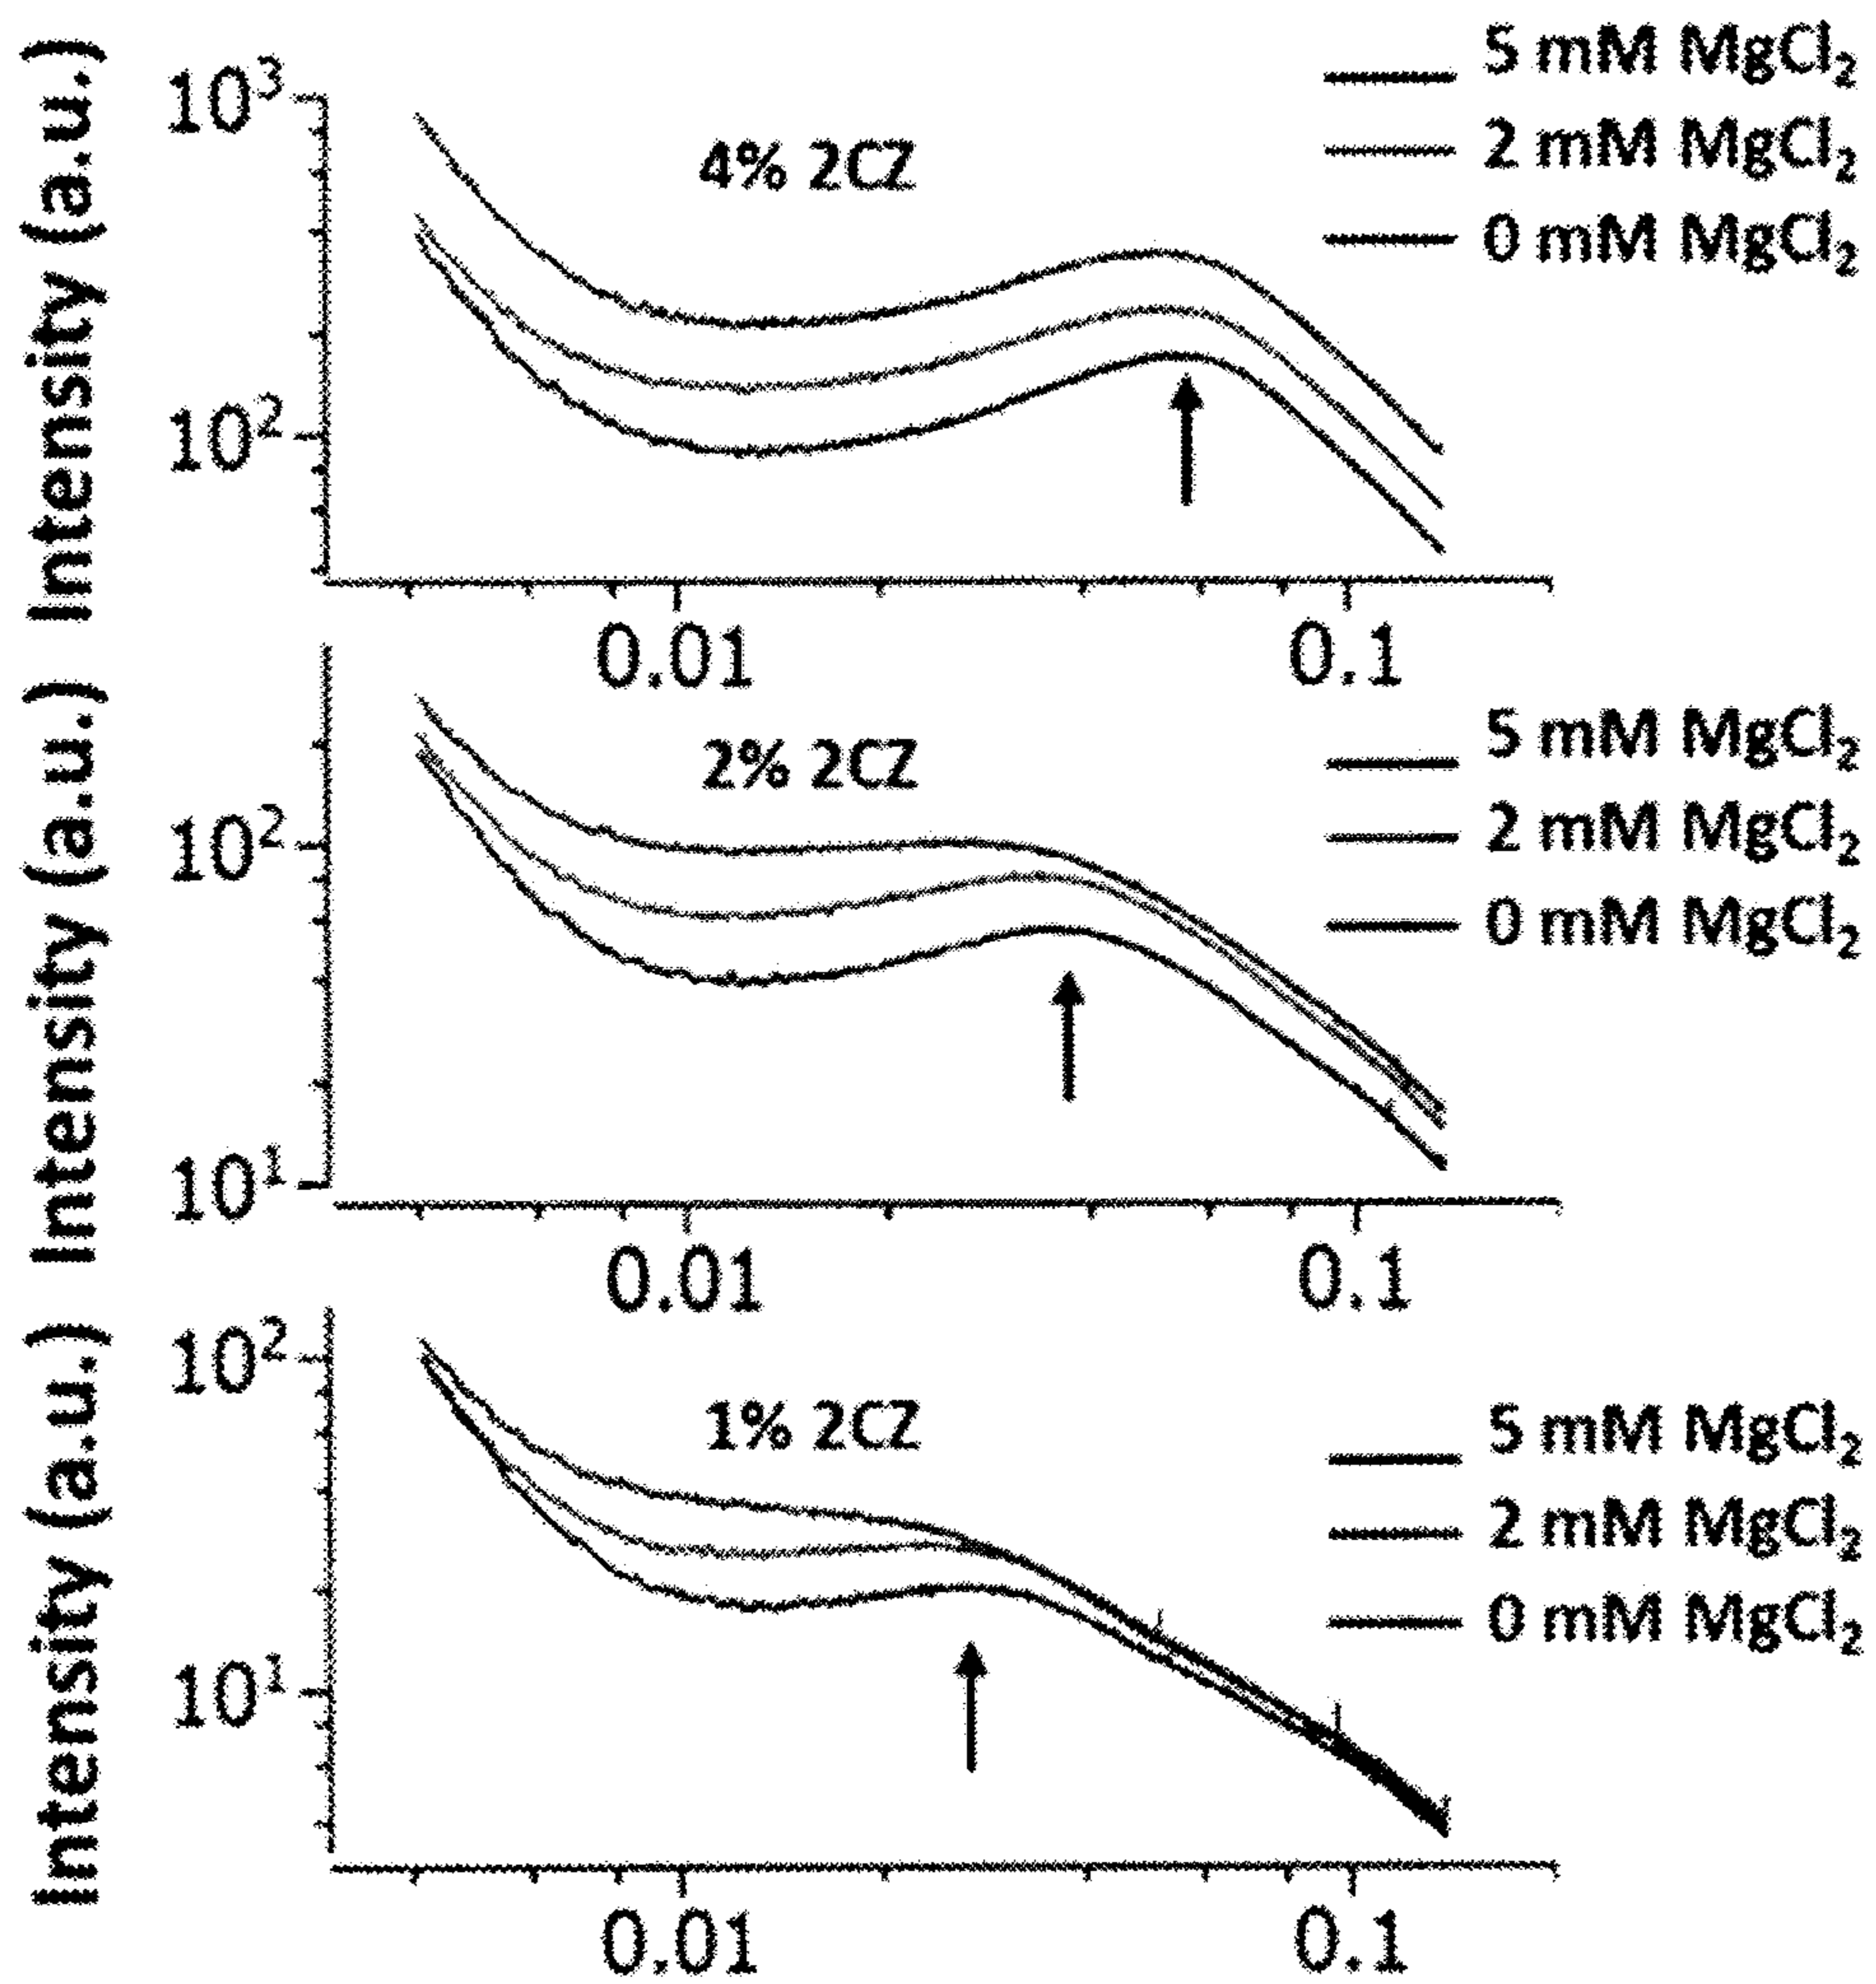 Intensity (a.u.)
10³
10²
4% 2CZ
5 mM MgCl₂
2 mM MgCl₂
0 mM MgCl₂
0.01
0.1
Intensity (a.u.)
10²
10¹
2% 2CZ
5 mM MgCl₂
2 mM MgCl₂
0 mM MgCl₂
0.01
0.1
Intensity (a.u.)
10²
10¹
1% 2CZ
5 mM MgCl₂
2 mM MgCl₂
0 mM MgCl₂
0.01
0.1